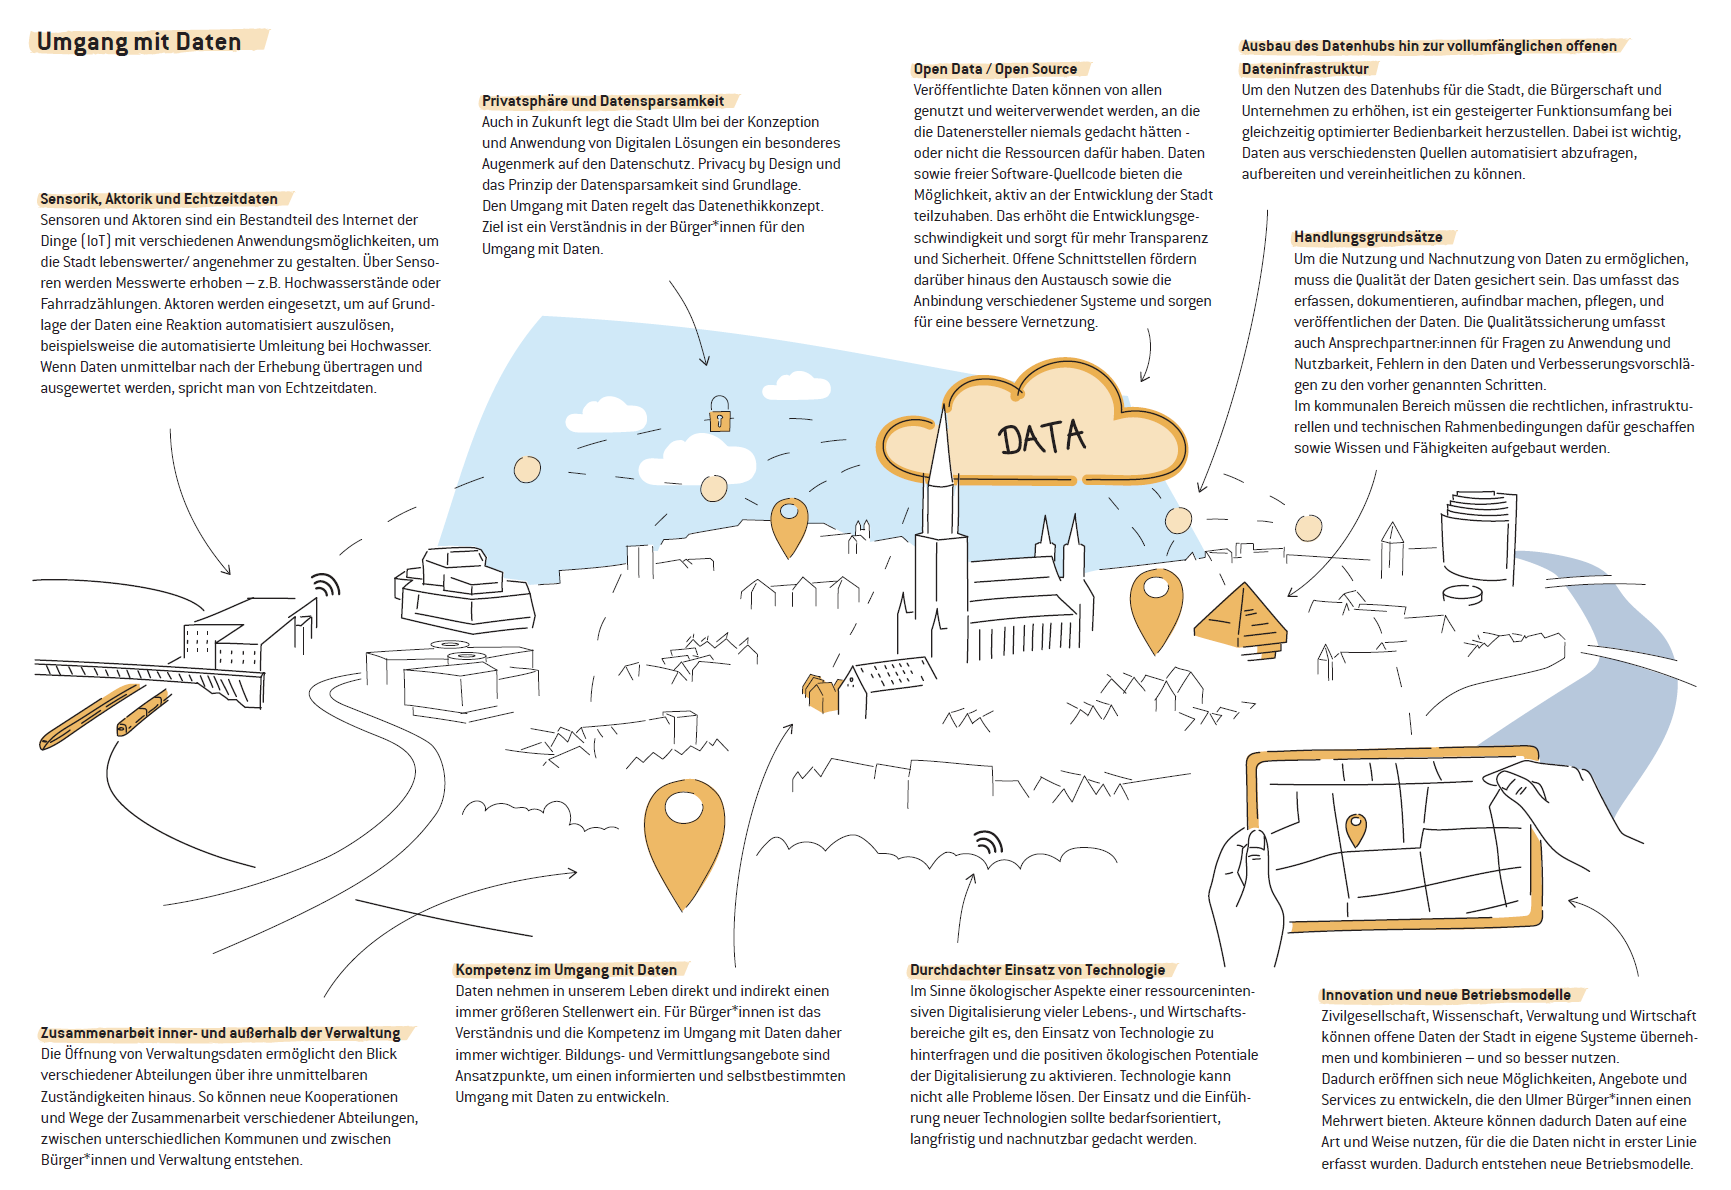 Umgang mit Daten
Sensorik, Aktorik und Echtzeitdaten
Sensoren und Aktoren sind ein Bestandteil des Internet der
Dinge (IoT) mit verschiedenen Anwendungsmöglichkeiten, um
die Stadt lebenswerter/ angenehmer zu gestalten. Über Senso-
ren werden Messwerte erhoben – z.B. Hochwasserstände oder
Fahrradzählungen. Aktoren werden eingesetzt, um auf Grund-
lage der Daten eine Reaktion automatisiert auszulösen,
beispielsweise die automatisierte Umleitung bei Hochwasser.
Wenn Daten unmittelbar nach der Erhebung übertragen und
ausgewertet werden, spricht man von Echtzeitdaten.
Privatsphäre und Datensparsamkeit
Auch in Zukunft legt die Stadt Ulm bei der Konzeption
und Anwendung von Digitalen Lösungen ein besonderes
Augenmerk auf den Datenschutz. Privacy by Design und
das Prinzip der Datensparsamkeit sind Grundlage.
Den Umgang mit Daten regelt das Datenethikkonzept.
Ziel ist ein Verständnis in der Bürger*innen für den
Umgang mit Daten.
Open Data / Open Source
Veröffentlichte Daten können von allen
genutzt und weiterverwendet werden, an die
die Datenersteller niemals gedacht hätten -
oder nicht die Ressourcen dafür haben. Daten
sowie freier Software-Quellcode bieten die
Möglichkeit, aktiv an der Entwicklung der Stadt
teilzuhaben. Das erhöht die Entwicklungsge-
schwindigkeit und sorgt für mehr Transparenz
und Sicherheit. Offene Schnittstellen fördern
darüber hinaus den Austausch sowie die
Anbindung verschiedener Systeme und sorgen
für eine bessere Vernetzung.
Ausbau des Datenhubs hin zur vollumfänglichen offenen
Dateninfrastruktur
Um den Nutzen des Datenhubs für die Stadt, die Bürgerschaft und
Unternehmen zu erhöhen, ist ein gesteigerter Funktionsumfang bei
gleichzeitig optimierter Bedienbarkeit herzustellen. Dabei ist wichtig,
Daten aus verschiedensten Quellen automatisiert abzufragen,
aufbereiten und vereinheitlichen zu können.
Handlungsgrundsätze
Um die Nutzung und Nachnutzung von Daten zu ermöglichen,
muss die Qualität der Daten gesichert sein. Das umfasst das
erfassen, dokumentieren, aufindbar machen, pflegen, und
veröffentlichen der Daten. Die Qualitätssicherung umfasst
auch Ansprechpartner:innen für Fragen zu Anwendung und
Nutzbarkeit, Fehlern in den Daten und Verbesserungsvorschlä-
gen zu den vorher genannten Schritten.
Im kommunalen Bereich müssen die rechtlichen, infrastruktu-
rellen und technischen Rahmenbedingungen dafür geschaffen
sowie Wissen und Fähigkeiten aufgebaut werden.
DATA
Zusammenarbeit inner- und außerhalb der Verwaltung
Die Öffnung von Verwaltungsdaten ermöglicht den Blick
verschiedener Abteilungen über ihre unmittelbaren
Zuständigkeiten hinaus. So können neue Kooperationen
und Wege der Zusammenarbeit verschiedener Abteilungen,
zwischen unterschiedlichen Kommunen und zwischen
Bürger*innen und Verwaltung entstehen.
Kompetenz im Umgang mit Daten
Daten nehmen in unserem Leben direkt und indirekt einen
immer größeren Stellenwert ein. Für Bürger*innen ist das
Verständnis und die Kompetenz im Umgang mit Daten daher
immer wichtiger. Bildungs- und Vermittlungsangebote sind
Ansatzpunkte, um einen informierten und selbstbestimmten
Umgang mit Daten zu entwickeln.
Durchdachter Einsatz von Technologie
Im Sinne ökologischer Aspekte einer ressourceninten-
siven Digitalisierung vieler Lebens-, und Wirtschafts-
bereiche gilt es, den Einsatz von Technologie zu
hinterfragen und die positiven ökologischen Potentiale
der Digitalisierung zu aktivieren. Technologie kann
nicht alle Probleme lösen. Der Einsatz und die Einfüh-
rung neuer Technologien sollte bedarfsorientiert,
langfristig und nachnutzbar gedacht werden.
Innovation und neue Betriebsmodelle
Zivilgesellschaft, Wissenschaft, Verwaltung und Wirtschaft
können offene Daten der Stadt in eigene Systeme überneh-
men und kombinieren – und so besser nutzen.
Dadurch eröffnen sich neue Möglichkeiten, Angebote und
Services zu entwickeln, die den Ulmer Bürger*innen einen
Mehrwert bieten. Akteure können dadurch Daten auf eine
Art und Weise nutzen, für die die Daten nicht in erster Linie
erfasst wurden. Dadurch entstehen neue Betriebsmodelle.